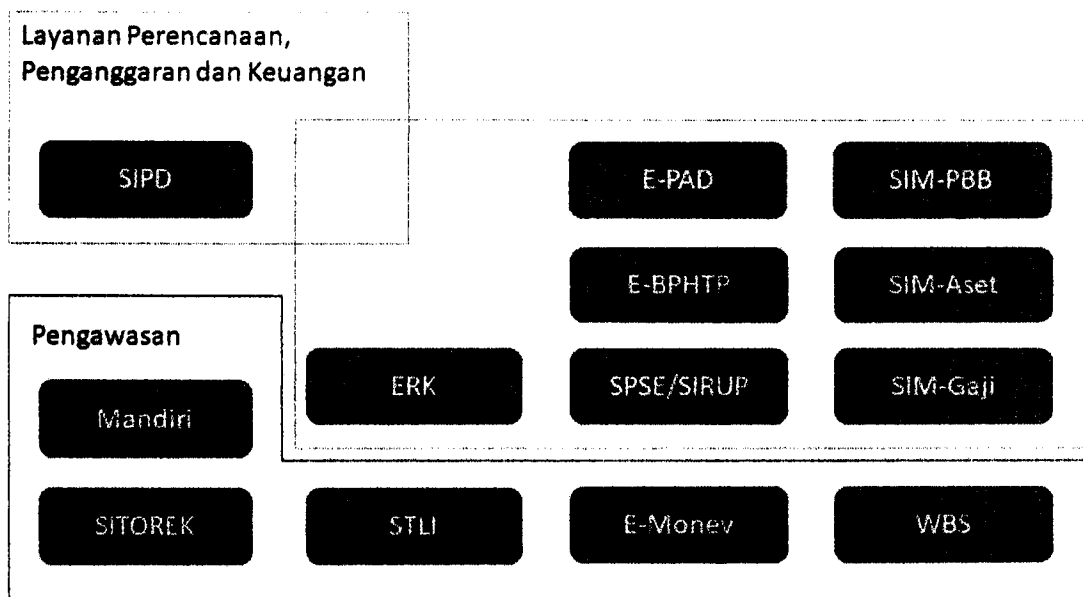 Layanan Perencanaan,
Penganggaran dan Keuangan
SIPD
E-PAD
SIM-PBB
E-BPHTP
SIM-Aset
Pengawasan
ERK
SPSE/SIRUP
SIM-Gaji
Mandiri
SITOREK
STLI
E-Monev
WBS